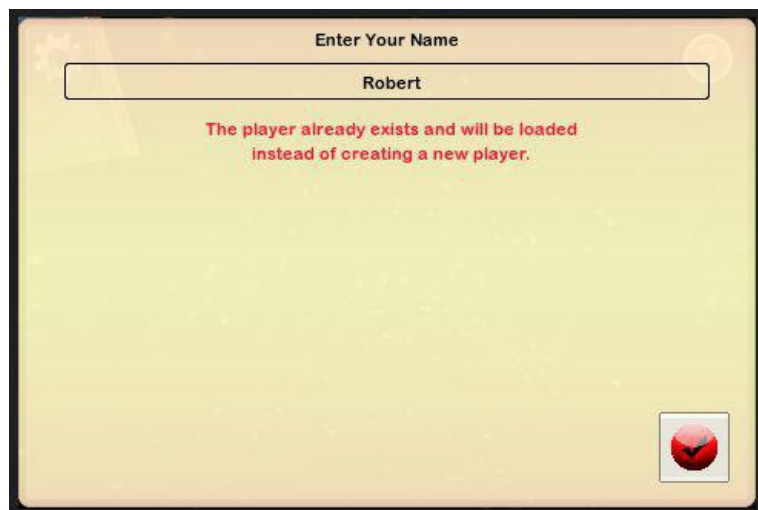 Enter Your Name
Robert
The player already exists and will be loaded
instead of creating a new player.